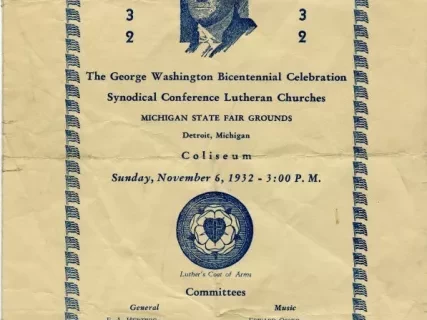 3 3
2 2
The George Washington Bicentennial Celebration
Synodical Conference Lutheran Churches
MICHIGAN STATE FAIR GROUNDS
Detroit, Michigan
Coliseum
Sunday, November 6, 1932 - 3:00 P. M.
Luther's Coat of Arms
Committees
General Music